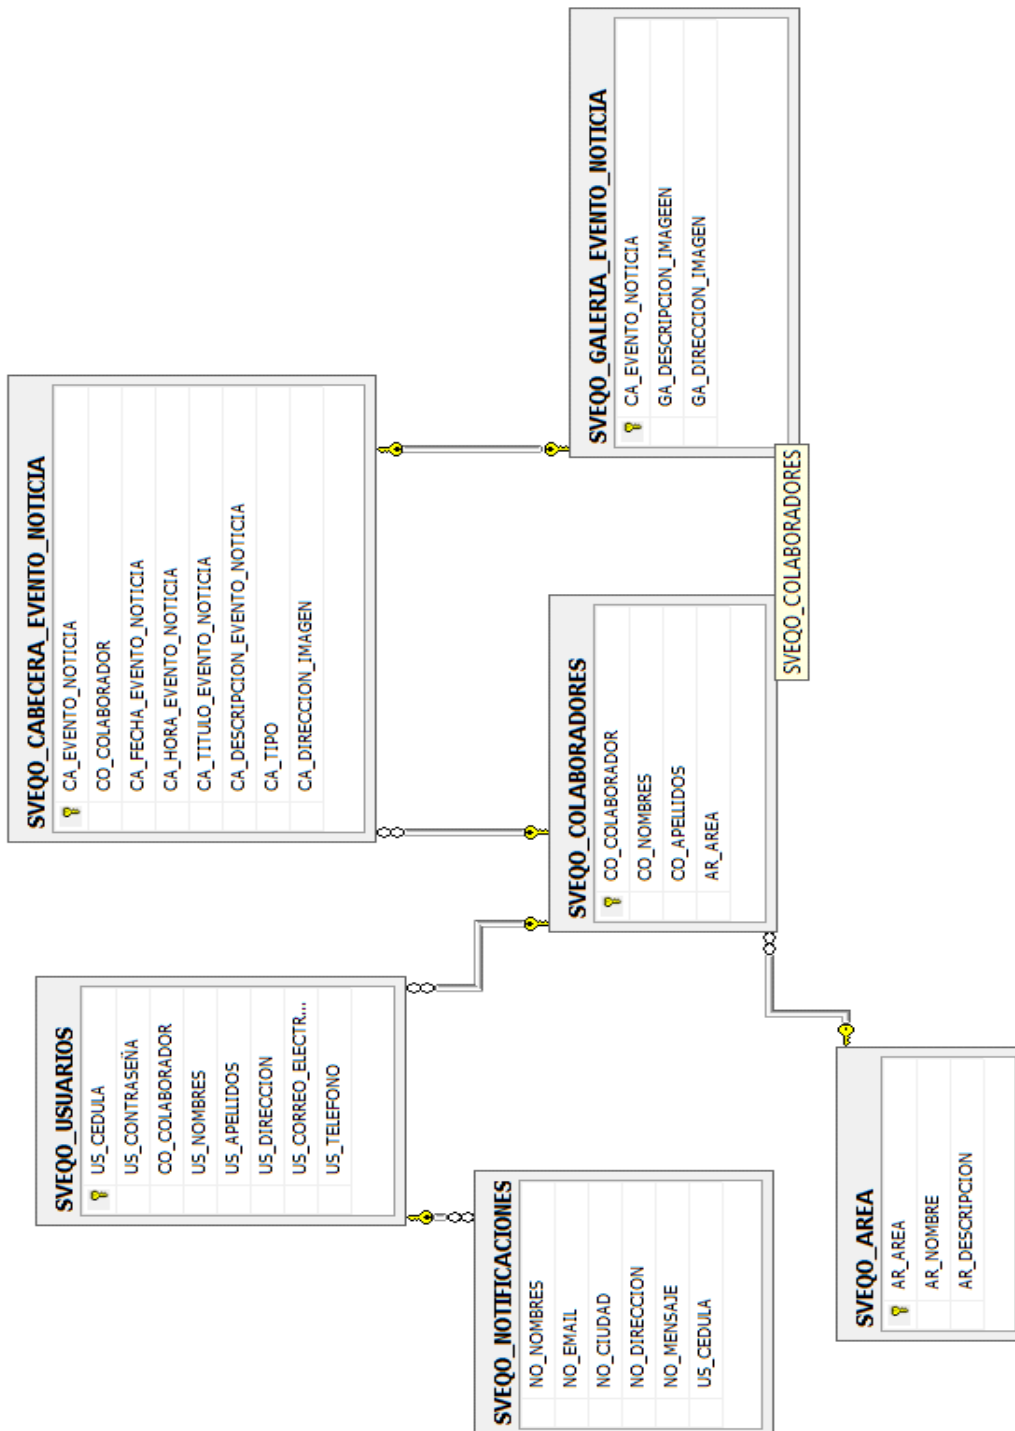 SVEQO_CABECERA_EVENTO_NOTICIA
CA_EVENTO_NOTICIA
CO_COLABORADOR
CA_FECHA_EVENTO_NOTICIA
CA_HORA_EVENTO_NOTICIA
CA_TITULO_EVENTO_NOTICIA
CA_DESCRIPCION_EVENTO_NOTICIA
CA_TIPO
CA_DIRECCION_IMAGEN
SVEQO_GALERIA_EVENTO_NOTICIA
CA_EVENTO_NOTICIA
GA_DESCRIPCION_IMAGEEN
GA_DIRECCION_IMAGEN
SVEQO_USUARIOS
US_CEDULA
US_CONTRASEÑA
CO_COLABORADOR
US_NOMBRES
US_APELLIDOS
US_DIRECCION
US_CORREO_ELECTR...
US_TELEFONO
SVEQO_COLABORADORES
CO_COLABORADOR
CO_NOMBRES
CO_APELLIDOS
AR_AREA
SVEQO_COLABORADORES
SVEQO_NOTIFICACIONES
NO_NOMBRES
NO_EMAIL
NO_CIUDAD
NO_DIRECCION
NO_MENSAJE
US_CEDULA
SVEQO_AREA
AR_AREA
AR_NOMBRE
AR_DESCRIPCION